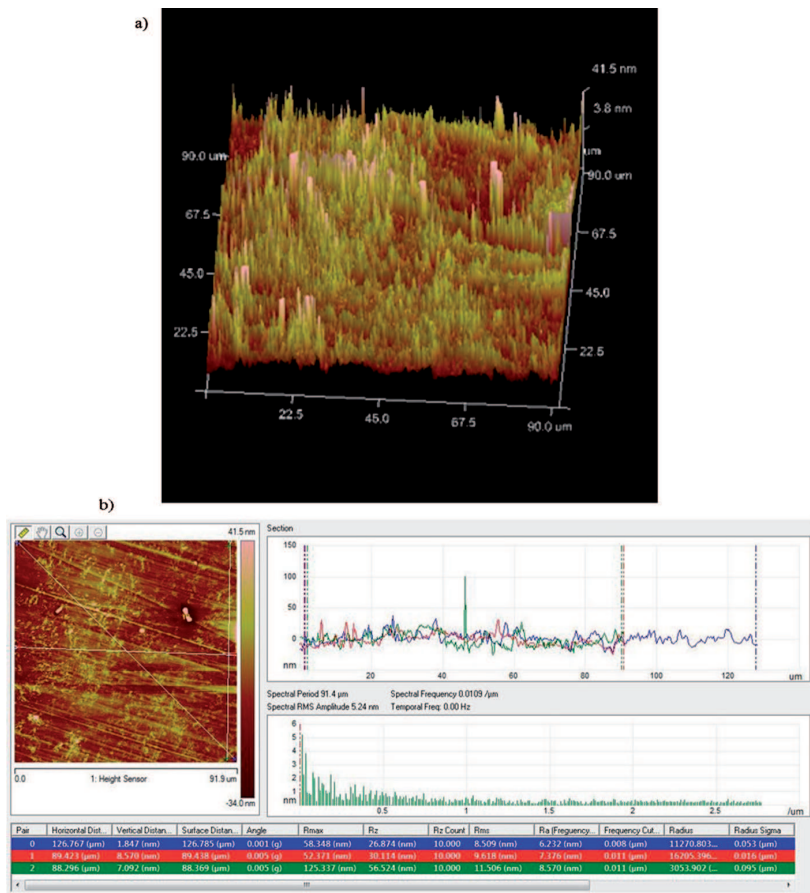 a)
41.5 nm
3.8 nm
um
90.0 um
90.0 um
67.5
67.5
45.0
45.0
22.5
22.5
22.5
45.0
67.5
90.0 um
b)
41.5 nm
Section
150
100
50
0
nm
20
40
60
80
100
120
um
Spectral Period 91.4 µm
Spectral Frequency 0.0109 /µm
Spectral RMS Amplitude 5.24 nm
Temporal Freq: 0.00 Hz
6
5
4
3
2
1
nm
0.5
1
1.5
2
2.5
/um
0.0
1: Height Sensor
91.9 um
-34.0 nm
Pair Horizontal Dist... Vertical Distan... Surface Distan... Angle Rmax Rz Rz Count Rms Ra (Freguency... Frequency Cut... Radius Radius Sigma
0 126.767 (µm) 1.847 (nm) 126.785 (µm) 0.001 (g) 58.348 (nm) 26.874 (nm) 10.000 8.509 (nm) 6.232 (nm) 0.008 (µm) 11270.803... 0.053 (µm)
1 89.423 (µm) 8.570 (nm) 89.438 (µm) 0.005 (g) 52.371 (nm) 30.114 (nm) 10.000 9.618 (nm) 7.376 (nm) 0.011 (µm) 16205.396... 0.016 (µm)
2 88.296 (µm) 7.092 (nm) 88.369 (µm) 0.005 (g) 125.337 (nm) 56.524 (nm) 10.000 11.506 (nm) 8.570 (nm) 0.011 (µm) 3053.902 (... 0.095 (µm)